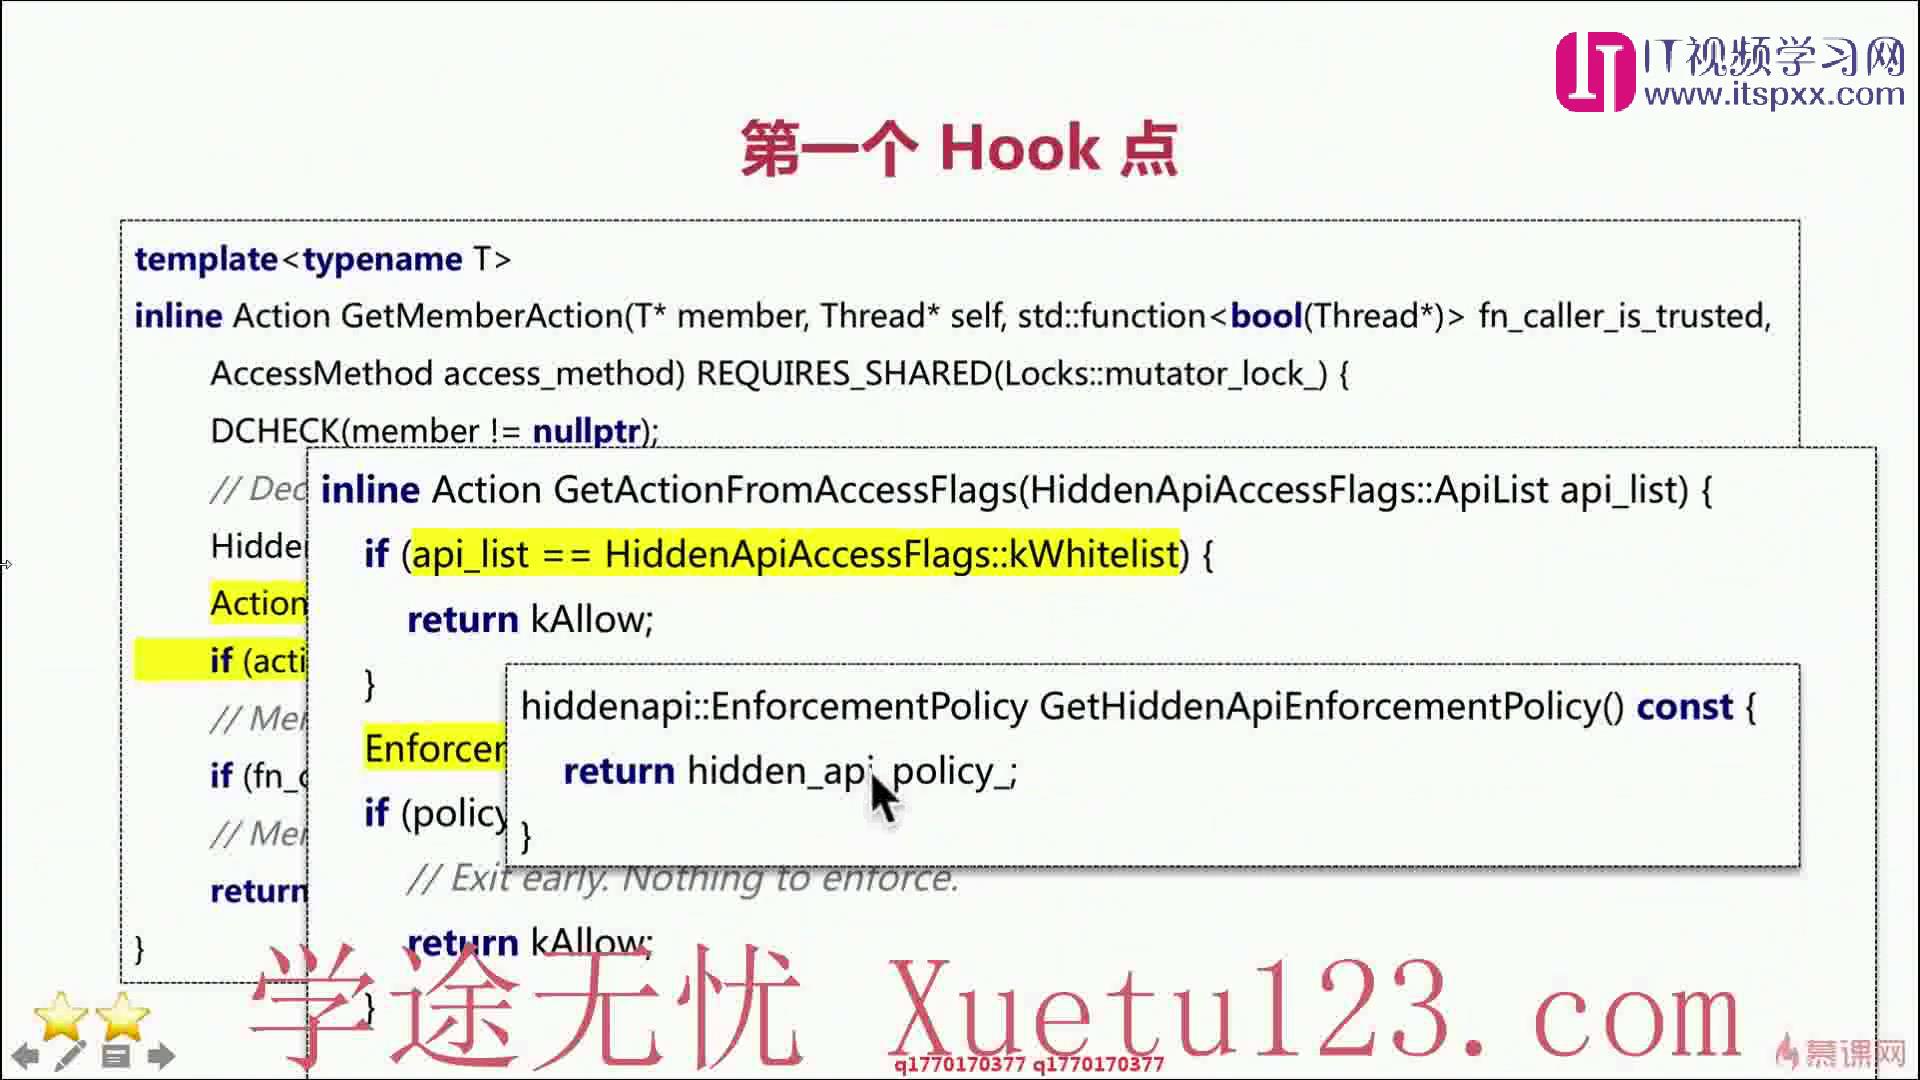 IT视频学习网
www.itspxx.com
第一个 Hook 点
template<typename T>
inline Action GetMemberAction(T* member, Thread* self, std::function<bool(Thread*)> fn_caller_is_trusted,
AccessMethod access_method) REQUIRES_SHARED(Locks::mutator_lock_) {
DCHECK(member != nullptr);
// Dec
Hidde
Action
if (acti
// Mer
if (fn_c
// Mer
return
}
inline Action GetActionFromAccessFlags(HiddenApiAccessFlags::ApiList api_list) {
if (api_list == HiddenApiAccessFlags::kWhitelist) {
return kAllow;
}
Enforcer
if (policy
// Exit early. Nothing to enforce.
return kAllow;
}
hiddenapi::EnforcementPolicy GetHiddenApiEnforcementPolicy() const {
return hidden_api_policy_;
}
学途无忧 Xuetu123.com
q1770170377 q1770170377
慕课网